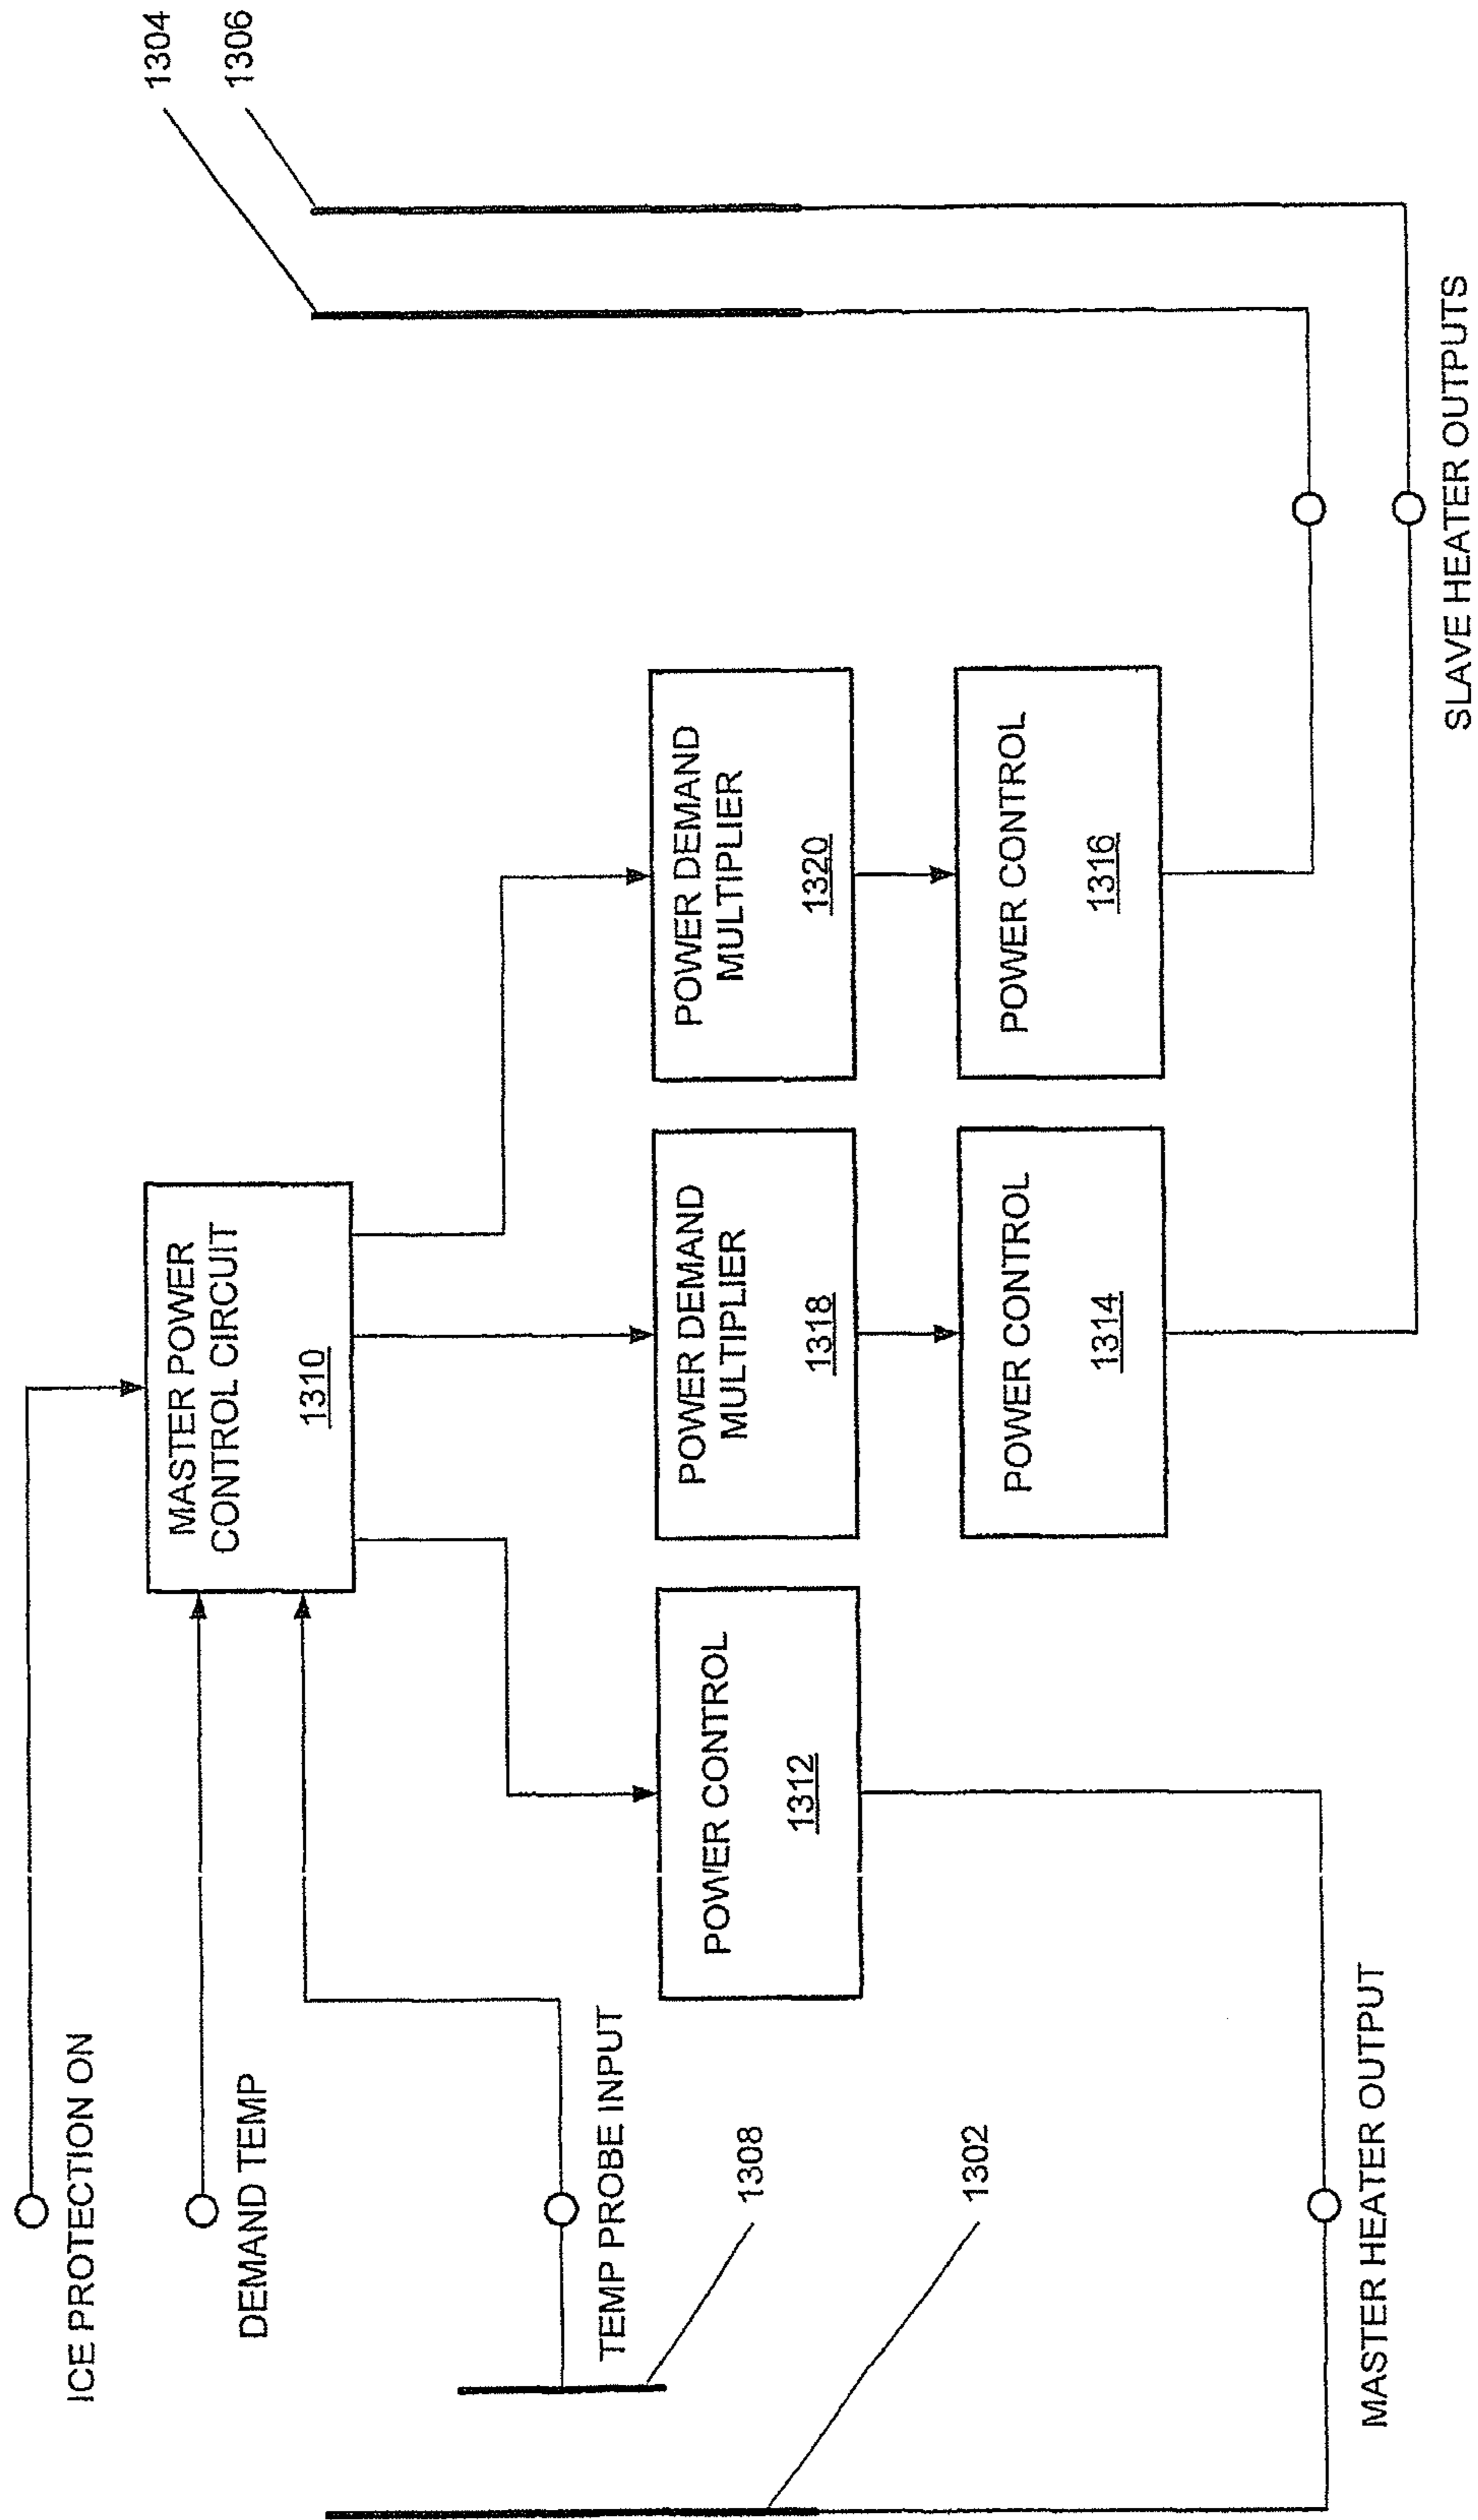 ICE PROTECTION ON
DEMAND TEMP
TEMP PROBE INPUT
1308
1302
MASTER HEATER OUTPUT
MASTER POWER
CONTROL CIRCUIT
1310
POWER CONTROL
1312
POWER DEMAND
MULTIPLIER
1318
POWER CONTROL
1314
POWER DEMAND
MULTIPLIER
1320
POWER CONTROL
1316
1304
1306
SLAVE HEATER OUTPUTS